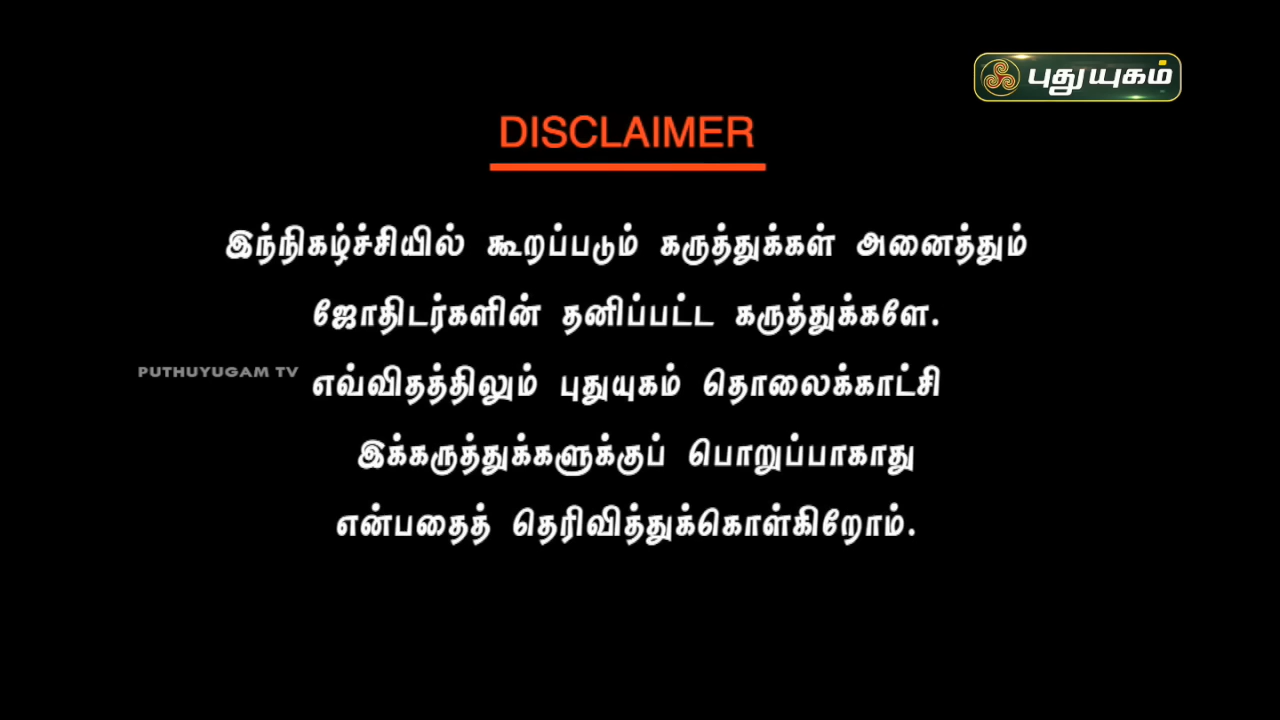 புதுயுகம்
DISCLAIMER
இந்நிகழ்ச்சியில் கூறப்படும் கருத்துக்கள் அனைத்தும்
ஜோதிடர்களின் தனிப்பட்ட கருத்துக்களே.
PUTHUYUGAM TV
எவ்விதத்திலும் புதுயுகம் தொலைக்காட்சி
இக்கருத்துக்களுக்குப் பொறுப்பாகாது
என்பதைத் தெரிவித்துக்கொள்கிறோம்.